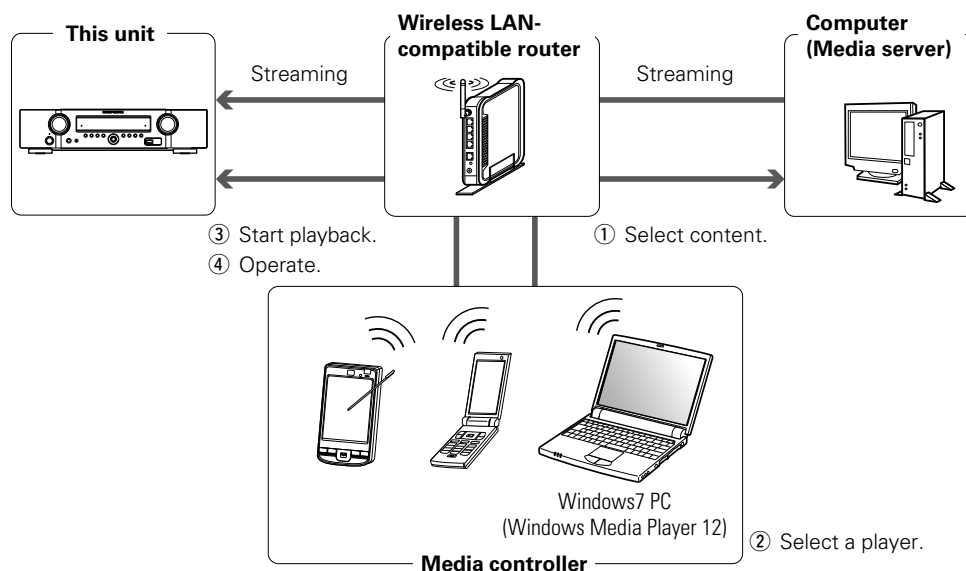 This unit
Wireless LAN-
compatible router
Computer
(Media server)
Streaming
Streaming
③ Start playback.
④ Operate.
① Select content.
Windows7 PC
(Windows Media Player 12)
② Select a player.
Media controller